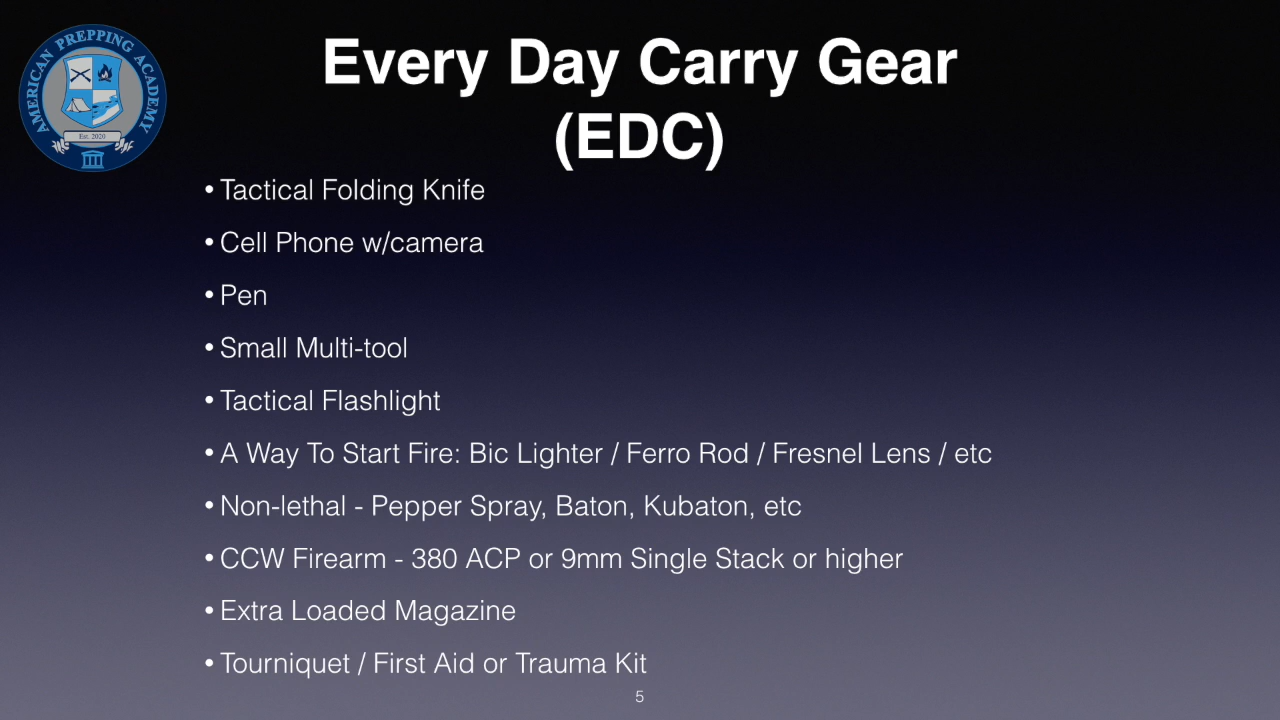 AMERICAN PREPPING ACADEMY
Est. 2020
Every Day Carry Gear
(EDC)
• Tactical Folding Knife
• Cell Phone w/camera
• Pen
• Small Multi-tool
• Tactical Flashlight
• A Way To Start Fire: Bic Lighter / Ferro Rod / Fresnel Lens / etc
• Non-lethal - Pepper Spray, Baton, Kubaton, etc
• CCW Firearm - 380 ACP or 9mm Single Stack or higher
• Extra Loaded Magazine
• Tourniquet / First Aid or Trauma Kit
5